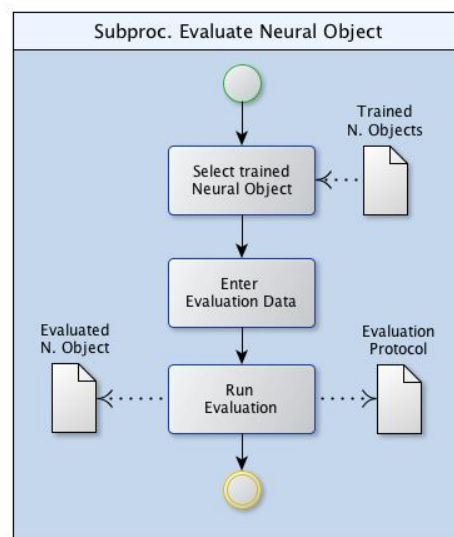 Subproc. Evaluate Neural Object
Trained
N. Objects
Select trained
Neural Object
Enter
Evaluation Data
Evaluated
N. Object
Evaluation
Protocol
Run
Evaluation